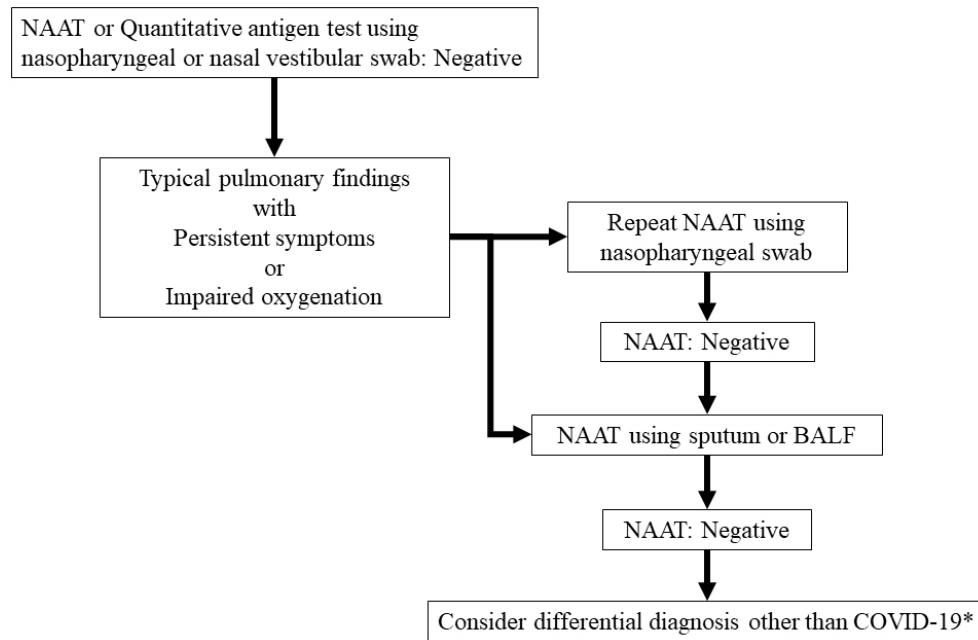 NAAT or Quantitative antigen test using
nasopharyngeal or nasal vestibular swab: Negative
Typical pulmonary findings
with
Persistent symptoms
or
Impaired oxygenation
Repeat NAAT using
nasopharyngeal swab
NAAT: Negative
NAAT using sputum or BALF
NAAT: Negative
Consider differential diagnosis other than COVID-19*